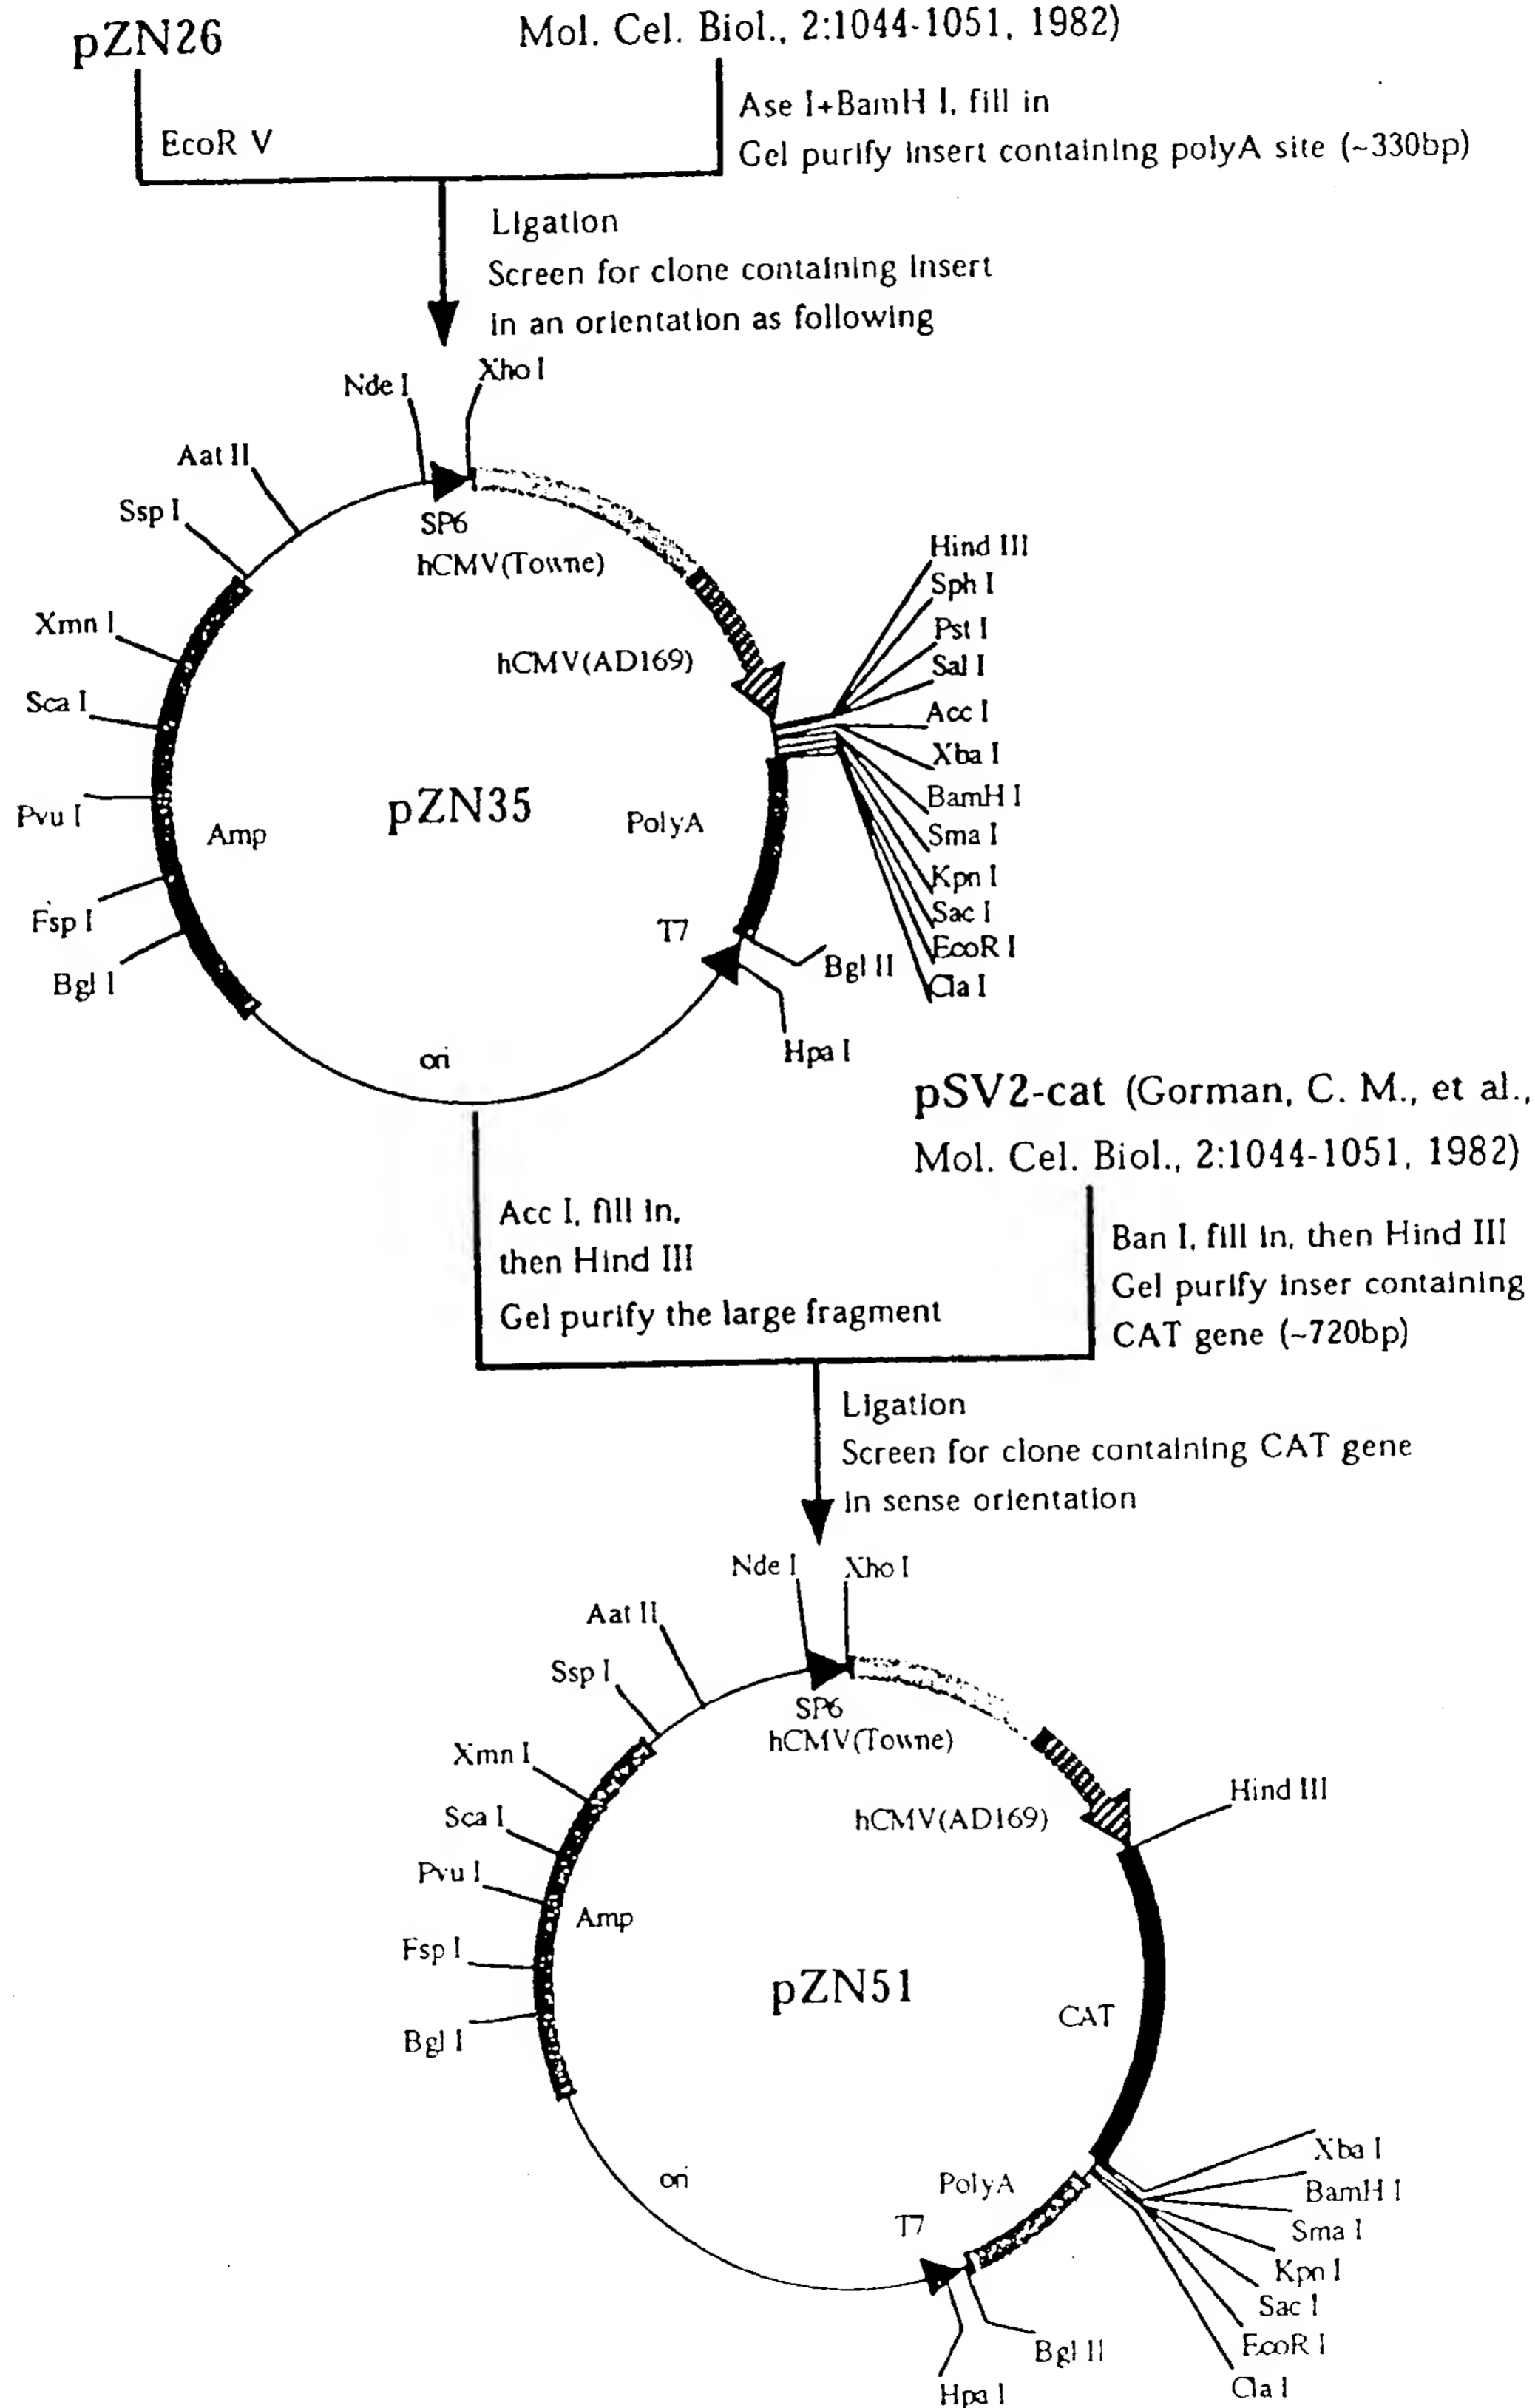 pZN26
Mol. Cel. Biol., 2:1044-1051, 1982)
EcoR V
Ase I+BamH I, fill in
Gel purify insert containing polyA site (~330bp)
Ligation
Screen for clone containing insert
in an orientation as following
Nde I
Xho I
Aat II
Ssp I
Xmn I
Sca I
Pvu I
Fsp I
Bgl I
SP6
hCMV(Towne)
hCMV(AD169)
Hind III
Sph I
Pst I
Sal I
Acc I
Xba I
BamH I
Sma I
Kpn I
Sac I
EcoR I
Cla I
pZN35
Amp
PolyA
T7
Bgl II
Hpa I
ori
pSV2-cat (Gorman, C. M., et al.,
Mol. Cel. Biol., 2:1044-1051, 1982)
Acc I, fill in,
then Hind III
Gel purify the large fragment
Ban I, fill in, then Hind III
Gel purify inser containing
CAT gene (~720bp)
Ligation
Screen for clone containing CAT gene
in sense orientation
Nde I
Xho I
Aat II
Ssp I
Xmn I
Sca I
Pvu I
Fsp I
Bgl I
SP6
hCMV(Towne)
hCMV(AD169)
Hind III
Amp
pZN51
CAT
ori
PolyA
T7
Xba I
BamH I
Sma I
Kpn I
Sac I
EcoR I
Cla I
Bgl II
Hpa I